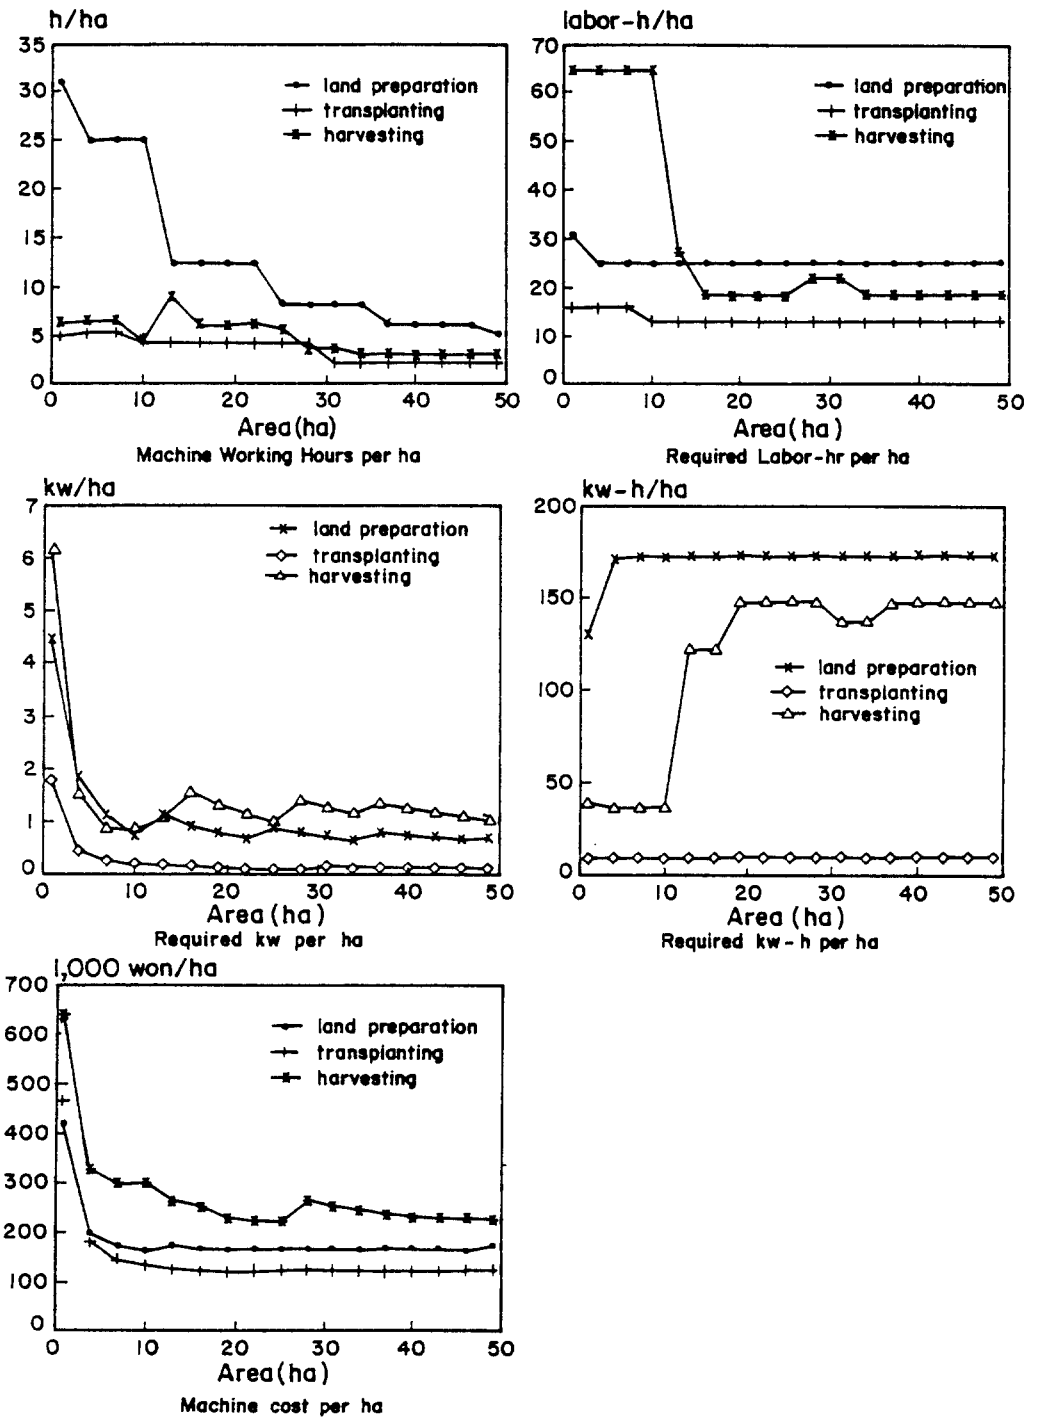 h/ha
35
30
25
20
15
10
5
0
land preparation
transplanting
harvesting
0 10 20 30 40 50
Area(ha)
Machine Working Hours per ha
labor-h/ha
70
60
50
40
30
20
10
0
land preparation
transplanting
harvesting
0 10 20 30 40 50
Area(ha)
Required Labor-hr per ha
kw/ha
7
6
5
4
3
2
1
0
land preparation
transplanting
harvesting
0 10 20 30 40 50
Area(ha)
Required kw per ha
kw-h/ha
200
150
100
50
0
land preparation
transplanting
harvesting
0 10 20 30 40 50
Area (ha)
Required kw-h per ha
1,000 won/ha
700
600
500
400
300
200
100
0
land preparation
transplanting
harvesting
0 10 20 30 40 50
Area(ha)
Machine cost per ha